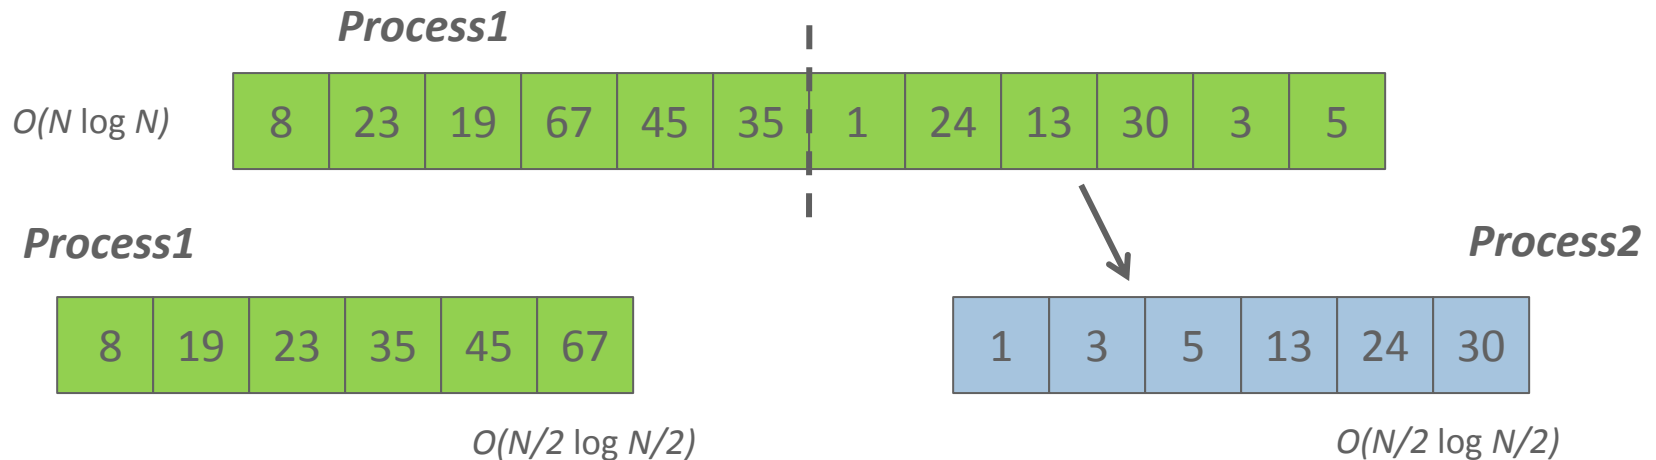 Process1
O(N log N) 8 23 19 67 45 35 1 24 13 30 3 5
Process1
Process2
8 19 23 35 45 67
1 3 5 13 24 30
O(N/2 log N/2)
O(N/2 log N/2)